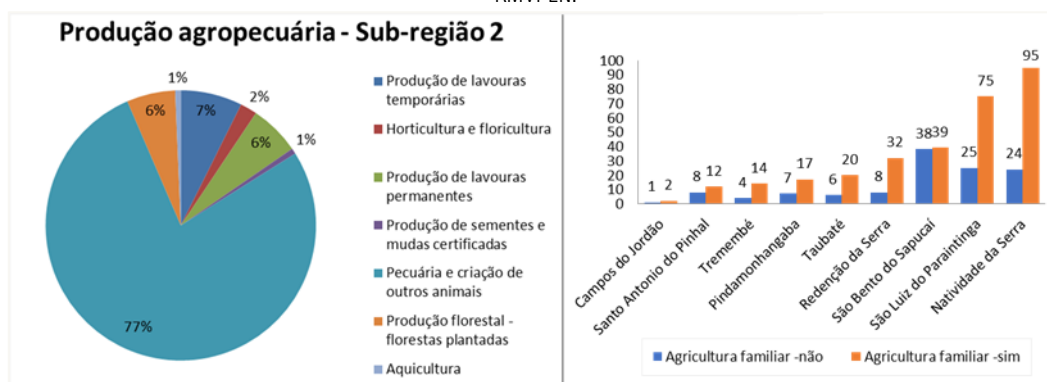 Produção agropecuária - Sub-região 2
1%
6%
7%
2%
6%
1%
77%
Produção de lavouras
temporárias
Horticultura e floricultura
Produção de lavouras
permanentes
Produção de sementes e
mudas certificadas
Pecuária e criação de
outros animais
Produção florestal -
florestas plantadas
Aquicultura
100
90
80
70
60
50
40
30
20
10
0
1 2
8 12
4 14
7 17
6 20
8 32
38 39
25 75
24 95
Campos do Jordão
Santo Antonio do Pinhal
Tremembé
Pindamonhangaba
Taubaté
Redenção da Serra
São Bento do Sapucaí
São Luiz do Paraintinga
Natividade da Serra
Agricultura familiar -não Agricultura familiar -sim